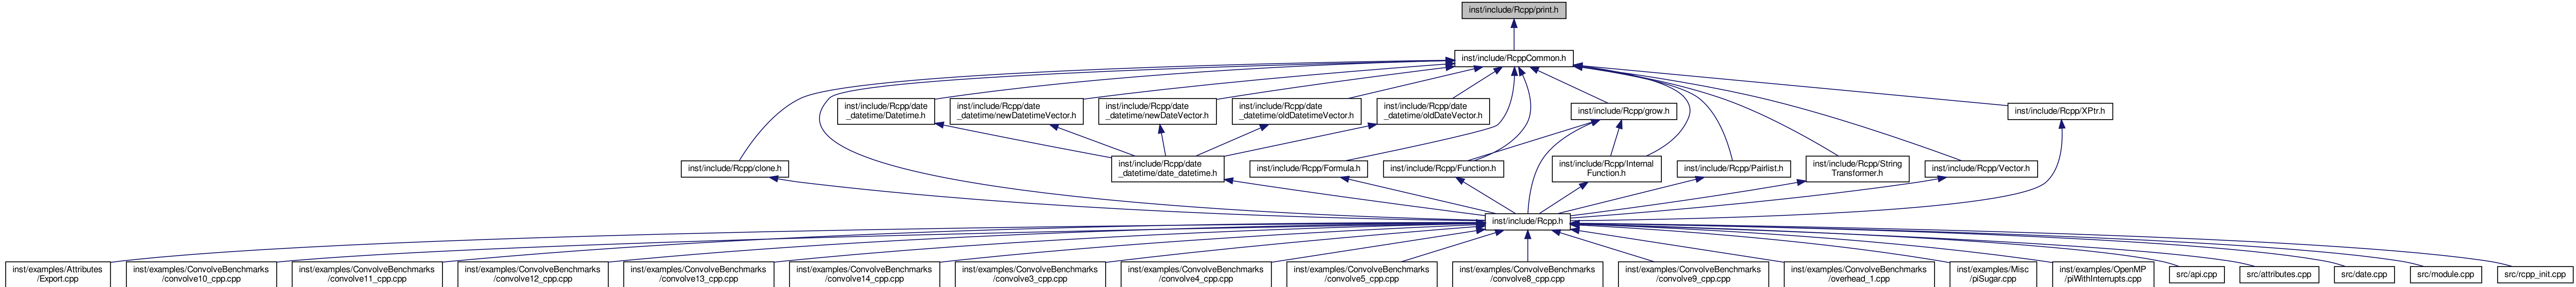 inst/include/Rcpp/print.h
inst/include/RcppCommon.h
inst/include/Rcpp/date
_datetime/Datetime.h
inst/include/Rcpp/date
_datetime/newDatetimeVector.h
inst/include/Rcpp/date
_datetime/newDateVector.h
inst/include/Rcpp/date
_datetime/oldDatetimeVector.h
inst/include/Rcpp/date
_datetime/oldDateVector.h
inst/include/Rcpp/grow.h
inst/include/Rcpp/XPtr.h
inst/include/Rcpp/clone.h
inst/include/Rcpp/date
_datetime/date_datetime.h
inst/include/Rcpp/Formula.h
inst/include/Rcpp/Function.h
inst/include/Rcpp/Internal
Function.h
inst/include/Rcpp/Pairlist.h
inst/include/Rcpp/String
Transformer.h
inst/include/Rcpp/Vector.h
inst/include/Rcpp.h
inst/examples/Attributes
/Export.cpp
inst/examples/ConvolveBenchmarks
/convolve10_cpp.cpp
inst/examples/ConvolveBenchmarks
/convolve11_cpp.cpp
inst/examples/ConvolveBenchmarks
/convolve12_cpp.cpp
inst/examples/ConvolveBenchmarks
/convolve13_cpp.cpp
inst/examples/ConvolveBenchmarks
/convolve14_cpp.cpp
inst/examples/ConvolveBenchmarks
/convolve3_cpp.cpp
inst/examples/ConvolveBenchmarks
/convolve4_cpp.cpp
inst/examples/ConvolveBenchmarks
/convolve5_cpp.cpp
inst/examples/ConvolveBenchmarks
/convolve8_cpp.cpp
inst/examples/ConvolveBenchmarks
/convolve9_cpp.cpp
inst/examples/ConvolveBenchmarks
/overhead_1.cpp
inst/examples/Misc
/piSugar.cpp
inst/examples/OpenMP
/piWithInterrupts.cpp
src/api.cpp
src/attributes.cpp
src/date.cpp
src/module.cpp
src/rcpp_init.cpp